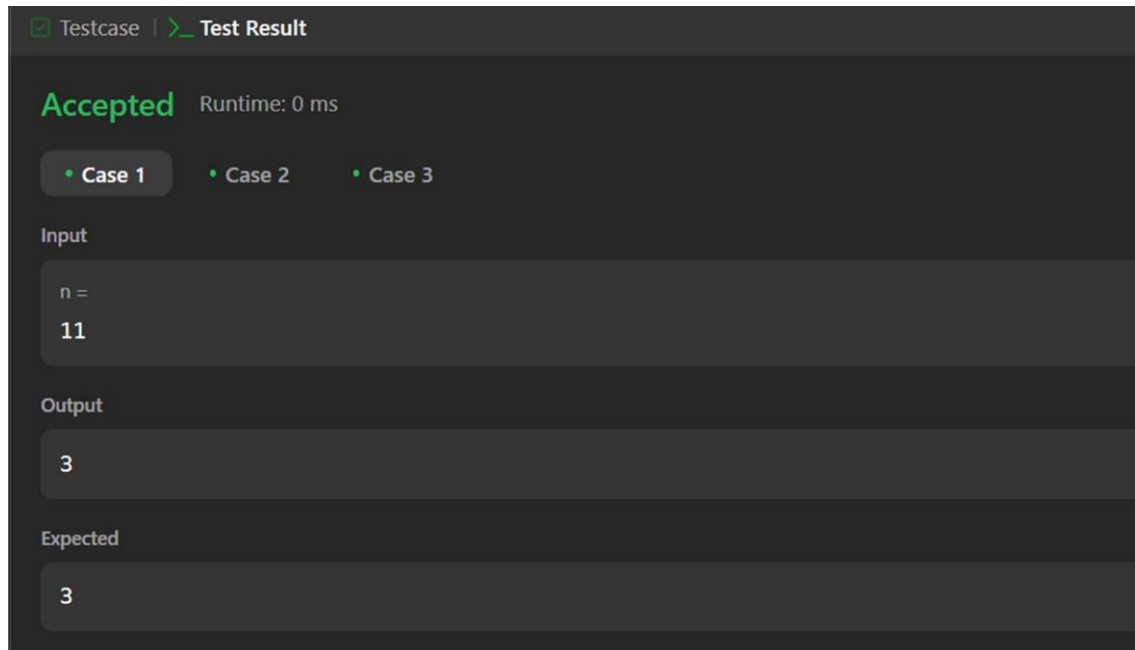 Testcase | >_ Test Result
Accepted Runtime: 0 ms
• Case 1 • Case 2 • Case 3
Input
n =
11
Output
3
Expected
3